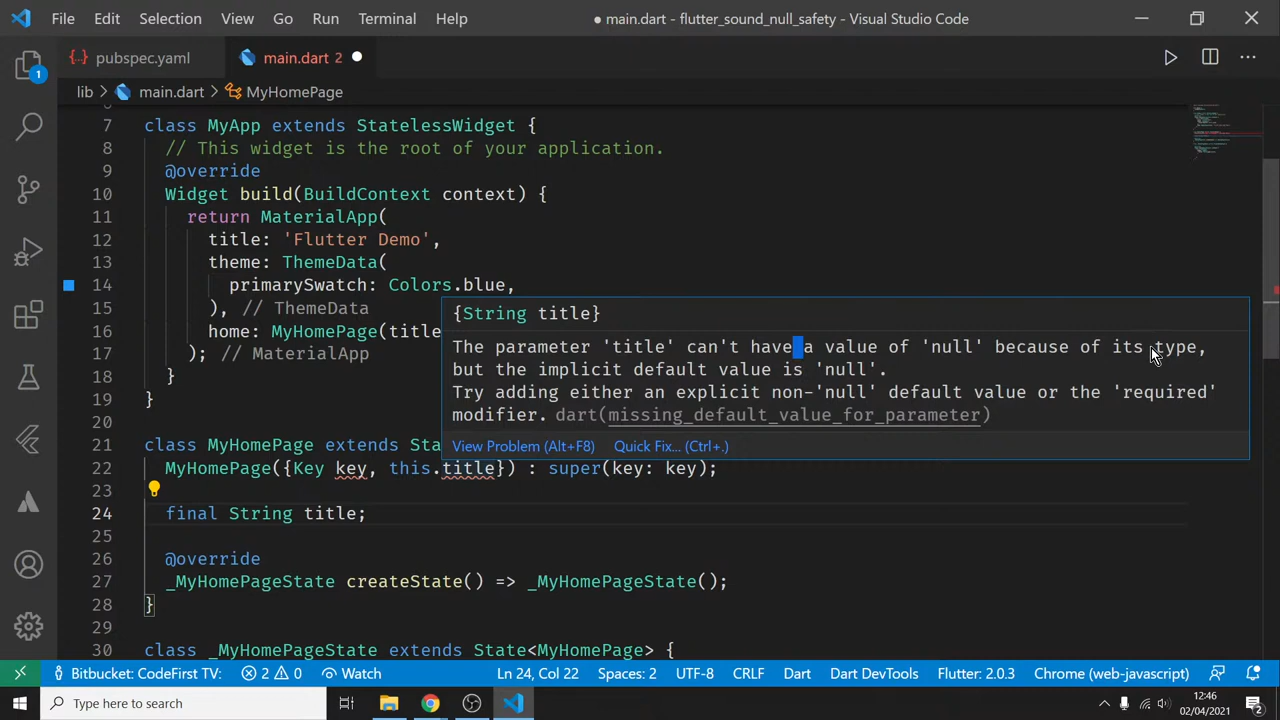 File Edit Selection View Go Run Terminal Help
● main.dart - flutter_sound_null_safety - Visual Studio Code
1
pubspec.yaml
main.dart 2
lib > main.dart > MyHomePage
7 class MyApp extends StatelessWidget {
8 // This widget is the root of your application.
9 @override
10 Widget build(BuildContext context) {
11 return MaterialApp(
12 title: 'Flutter Demo',
13 theme: ThemeData(
14 primarySwatch: Colors.blue,
15 ), // ThemeData
16 home: MyHomePage(title
17 ); // MaterialApp
18 }
19 }
20
21 class MyHomePage extends Sta
{String title}
The parameter 'title' can't have a value of 'null' because of its type,
but the implicit default value is 'null'.
Try adding either an explicit non-'null' default value or the 'required'
modifier. dart(missing_default_value_for_parameter)
View Problem (Alt+F8) Quick Fix... (Ctrl+.)
22 MyHomePage({Key key, this.title}) : super(key: key);
23
24 final String title;
25
26 @override
27 _MyHomePageState createState() => _MyHomePageState();
28 }
29
30 class _MyHomePageState extends State<MyHomePage> {
Bitbucket: CodeFirst TV: 2 0 Watch Ln 24, Col 22 Spaces: 2 UTF-8 CRLF Dart Dart DevTools Flutter: 2.0.3 Chrome (web-javascript)
Type here to search
12:46
02/04/2021
2